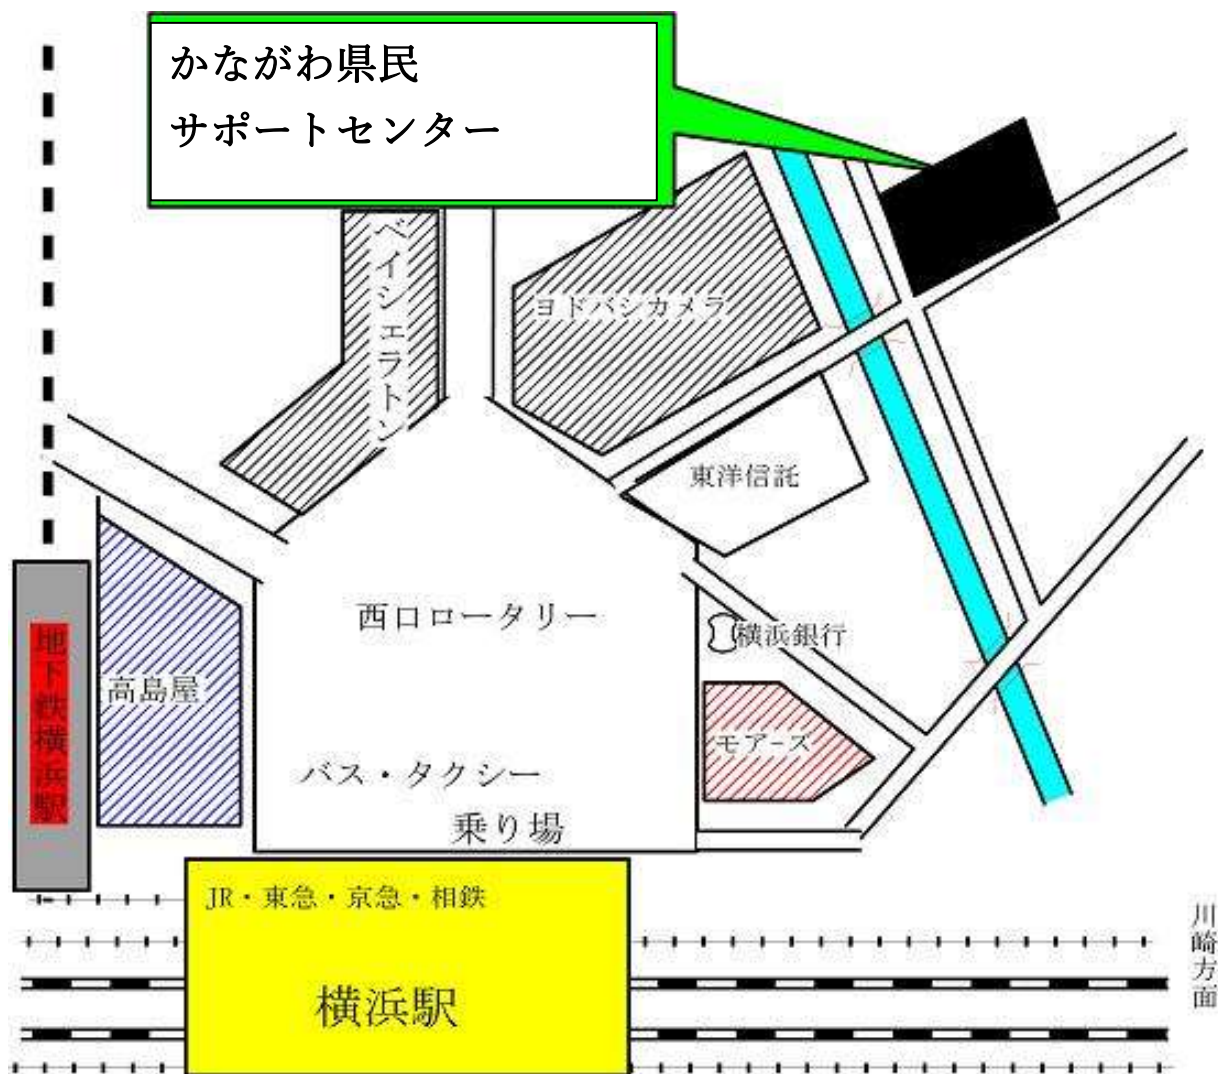 かながわ県民
サポートセンター
ベイシェラトン
ヨドバシカメラ
東洋信託
西口ロータリー
横浜銀行
地下鉄横浜駅
高島屋
モアーズ
バス・タクシー
乗り場
JR・東急・京急・相鉄
横浜駅
川崎方面